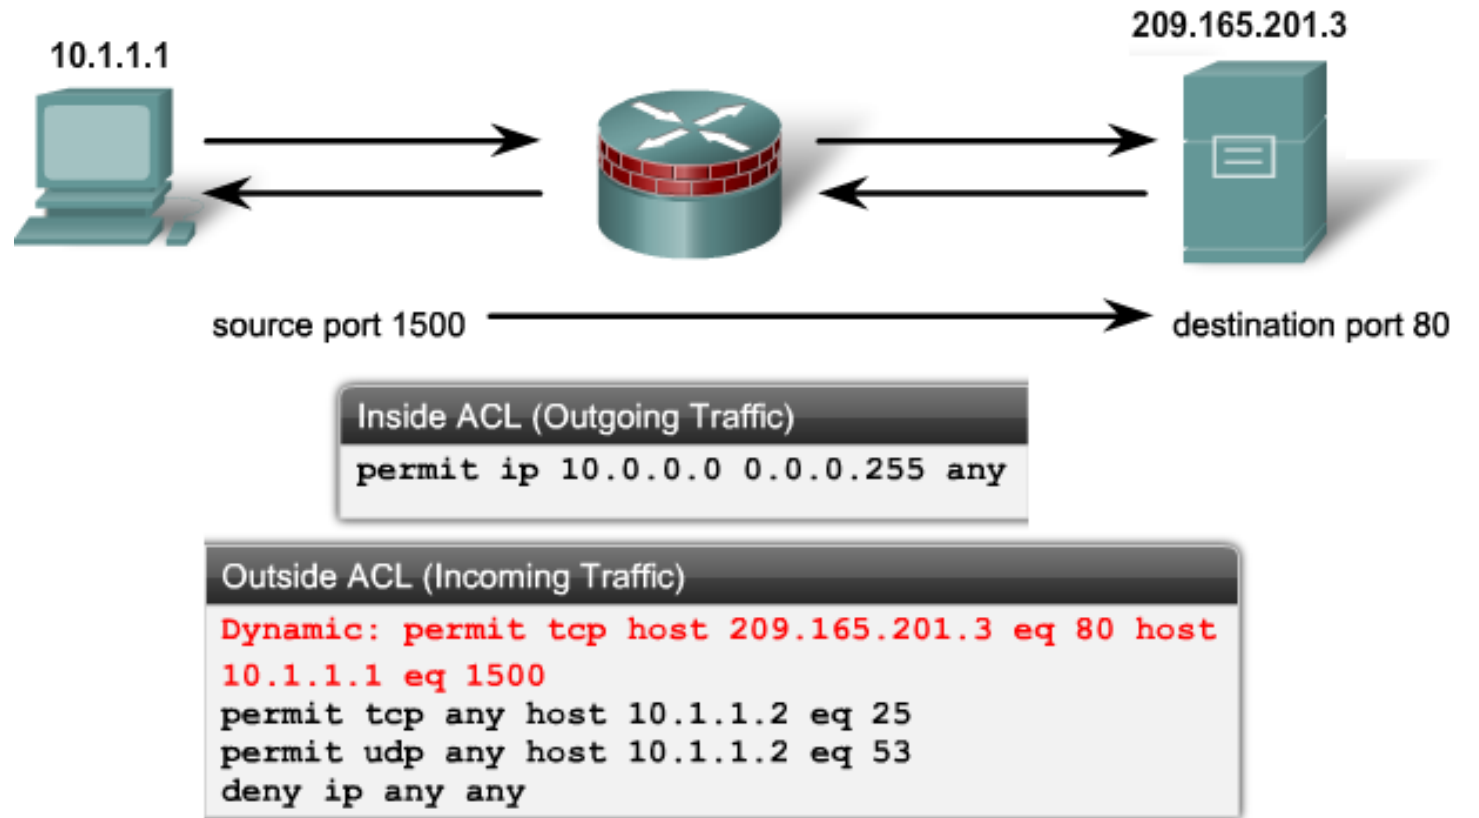 209.165.201.3
10.1.1.1
source port 1500
destination port 80
Inside ACL (Outgoing Traffic)
permit ip 10.0.0.0 0.0.0.255 any
Outside ACL (Incoming Traffic)
Dynamic: permit tcp host 209.165.201.3 eq 80 host
10.1.1.1 eq 1500
permit tcp any host 10.1.1.2 eq 25
permit udp any host 10.1.1.2 eq 53
deny ip any any